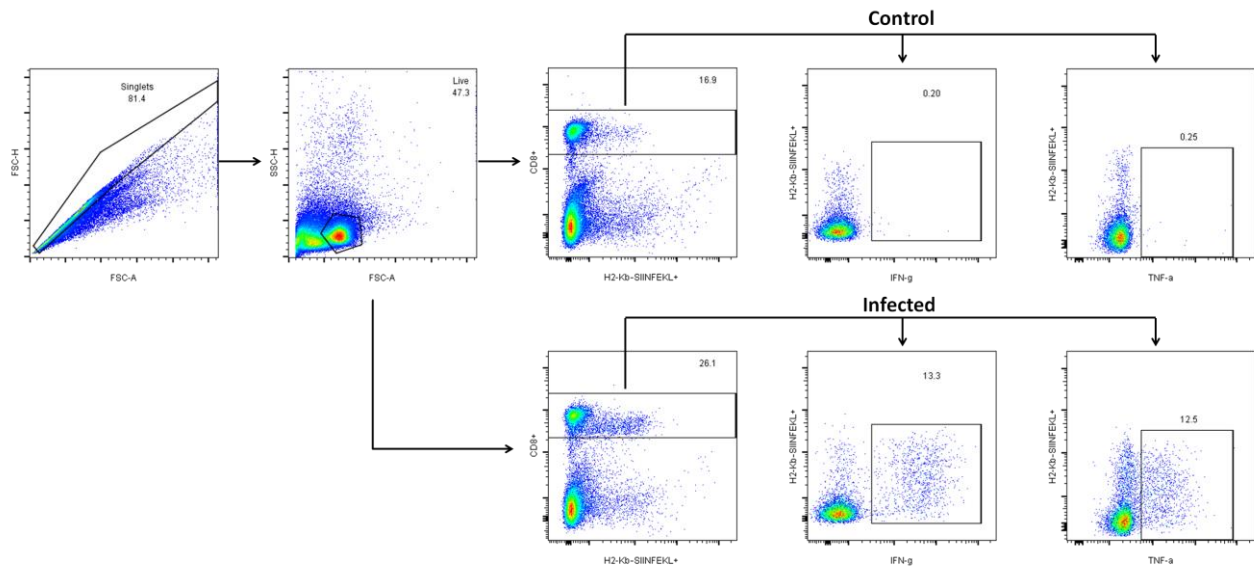 Control
Singlets
81.4
FSC-H
FSC-A
Live
47.3
SSC-H
FSC-A
16.9
CD8+
H2-Kb-SIINFEKL+
0.20
H2-Kb-SIINFEKL+
IFN-g
0.25
H2-Kb-SIINFEKL+
TNF-a
Infected
26.1
CD8+
H2-Kb-SIINFEKL+
13.3
H2-Kb-SIINFEKL+
IFN-g
12.5
H2-Kb-SIINFEKL+
TNF-a